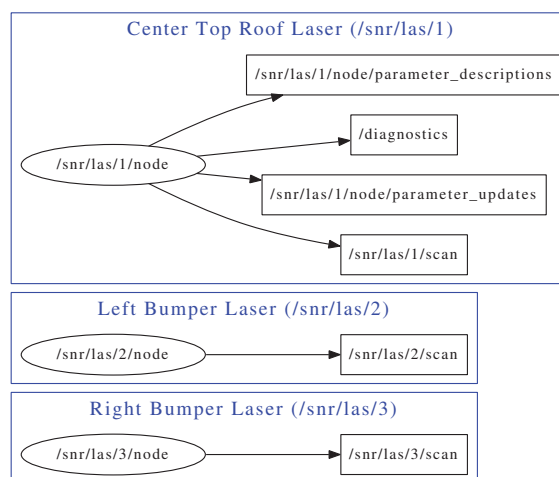 Center Top Roof Laser (/snr/las/1)
/snr/las/1/node/parameter_descriptions
/diagnostics
/snr/las/1/node
/snr/las/1/node/parameter_updates
/snr/las/1/scan
Left Bumper Laser (/snr/las/2)
/snr/las/2/node
/snr/las/2/scan
Right Bumper Laser (/snr/las/3)
/snr/las/3/node
/snr/las/3/scan